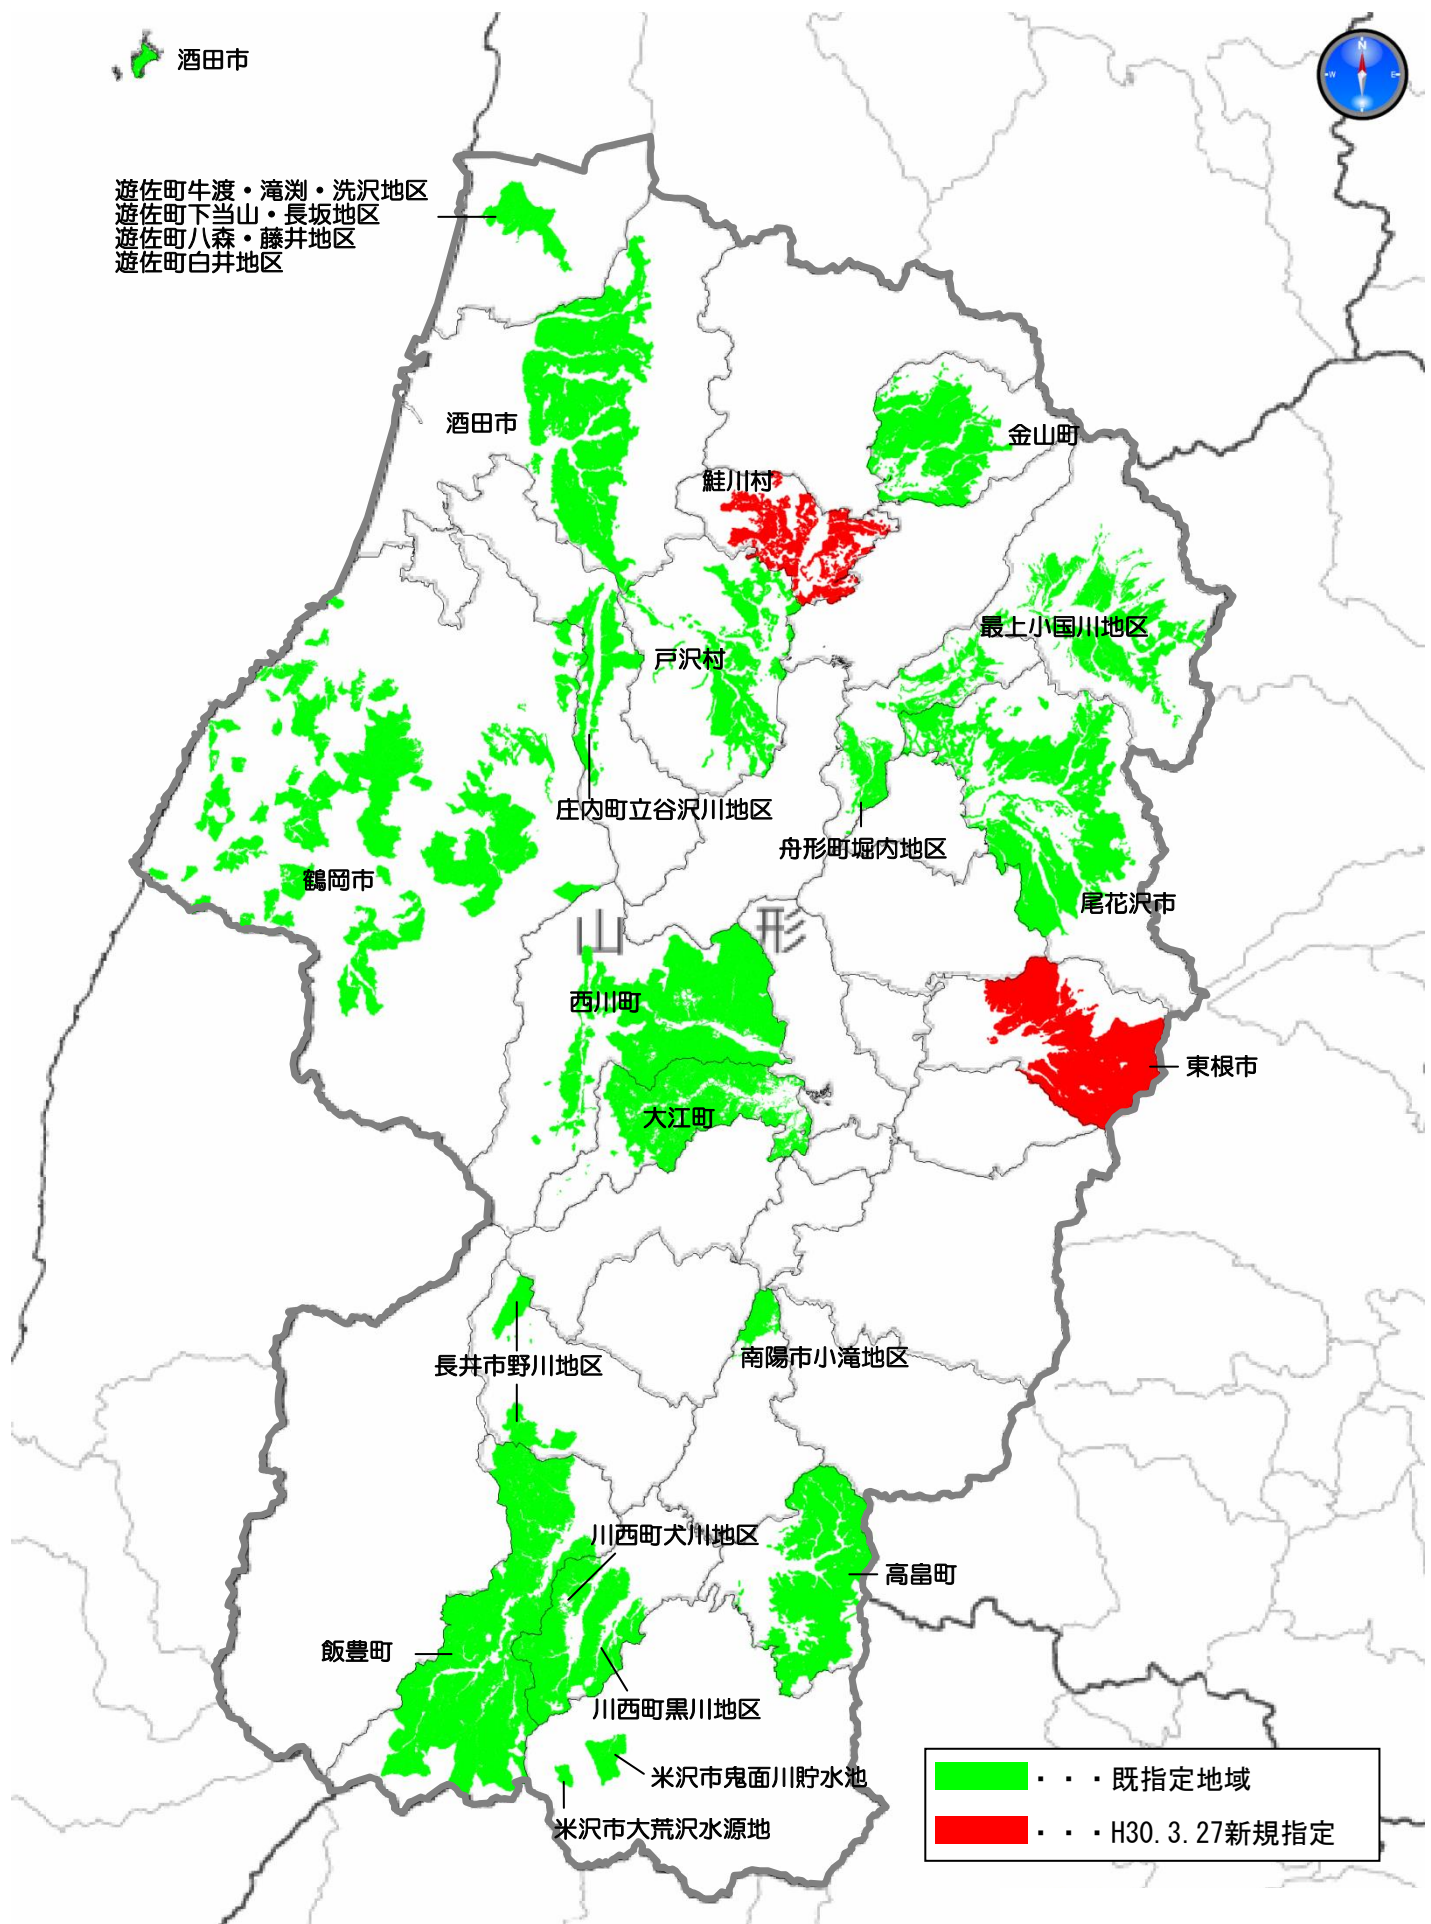 酒田市
N
W
E
遊佐町牛渡・滝渕・洗沢地区
遊佐町下当山・長坂地区
遊佐町八森・藤井地区
遊佐町白井地区
酒田市
金山町
鮭川村
最上小国川地区
戸沢村
庄内町立谷沢川地区
舟形町堀内地区
鶴岡市
尾花沢市
山形
西川町
東根市
大江町
長井市野川地区
南陽市小滝地区
川西町犬川地区
高畠町
飯豊町
川西町黒川地区
米沢市鬼面川貯水池
米沢市大荒沢水源地
・・・既指定地域
・・・H30.3.27新規指定